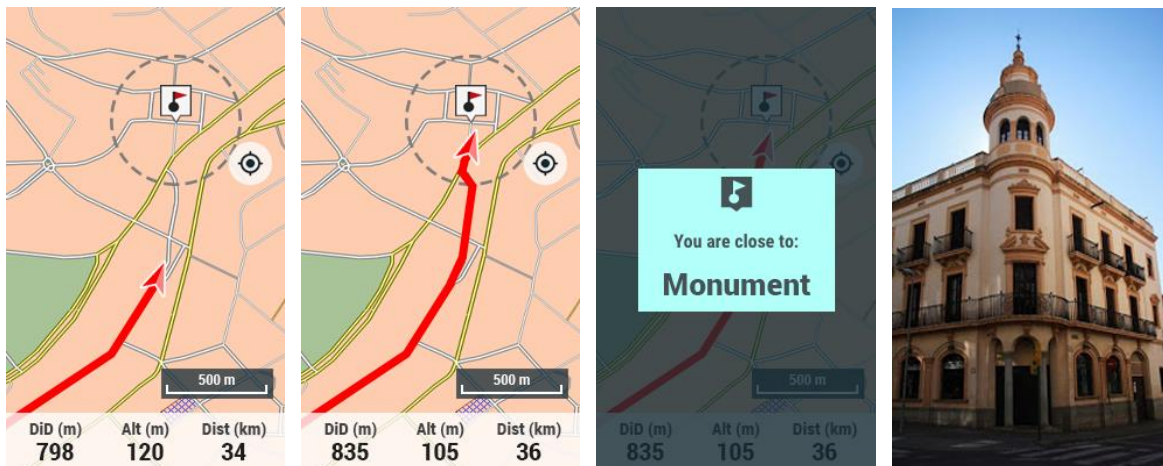 500 m
DiD (m) Alt (m) Dist (km)
798 120 34
500 m
DiD (m) Alt (m) Dist (km)
835 105 36
You are close to:
Monument
500 m
DiD (m) Alt (m) Dist (km)
835 105 36